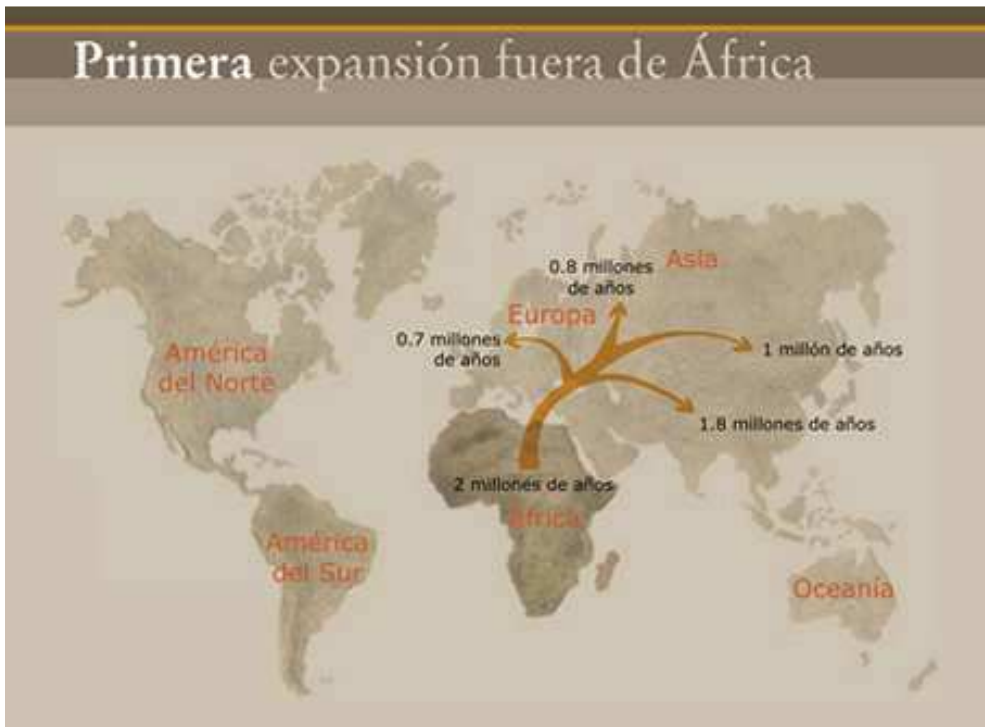 Primera expansión fuera de África
0.8 millones
de años
Asia
Europa
0.7 millones
de años
1 millón de años
América
del Norte
1.8 millones de años
2 millones de años
África
América
del Sur
Oceanía